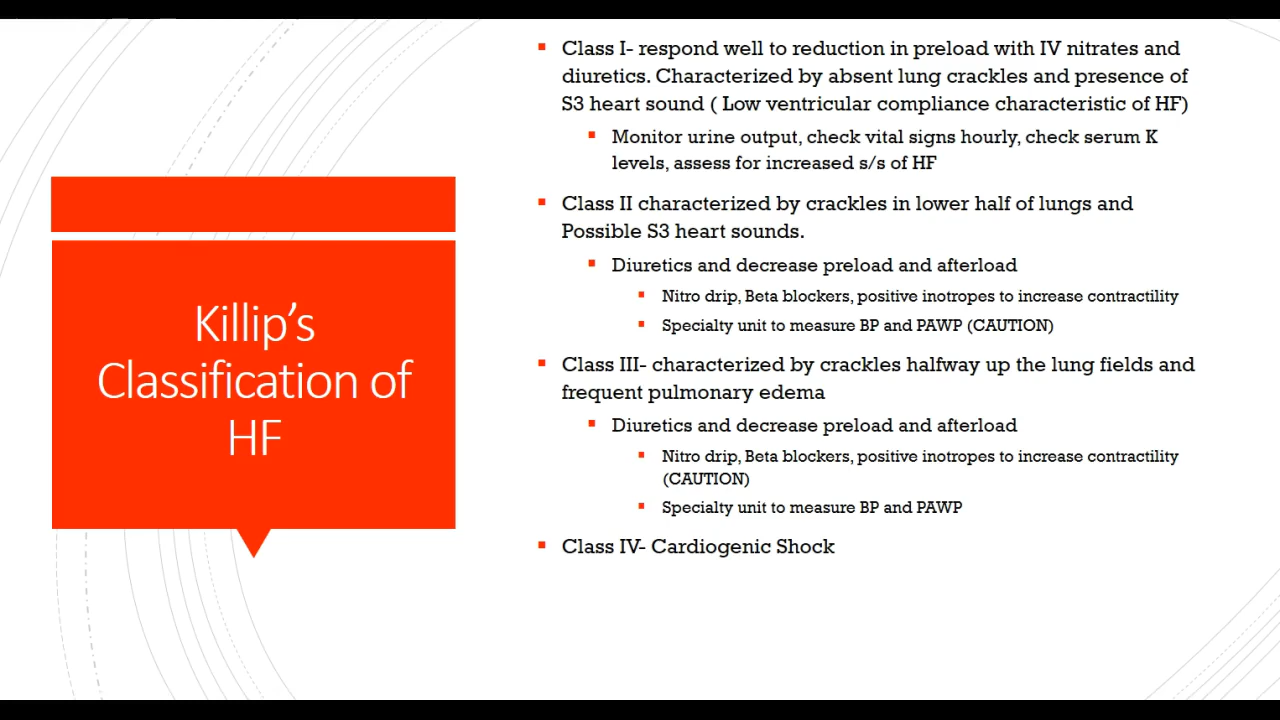 Killip’s
Classification of
HF
Class I- respond well to reduction in preload with IV nitrates and
diuretics. Characterized by absent lung crackles and presence of
S3 heart sound ( Low ventricular compliance characteristic of HF)
Monitor urine output, check vital signs hourly, check serum K
levels, assess for increased s/s of HF
Class II characterized by crackles in lower half of lungs and
Possible S3 heart sounds.
Diuretics and decrease preload and afterload
Nitro drip, Beta blockers, positive inotropes to increase contractility
Specialty unit to measure BP and PAWP (CAUTION)
Class III- characterized by crackles halfway up the lung fields and
frequent pulmonary edema
Diuretics and decrease preload and afterload
Nitro drip, Beta blockers, positive inotropes to increase contractility
(CAUTION)
Specialty unit to measure BP and PAWP
Class IV- Cardiogenic Shock